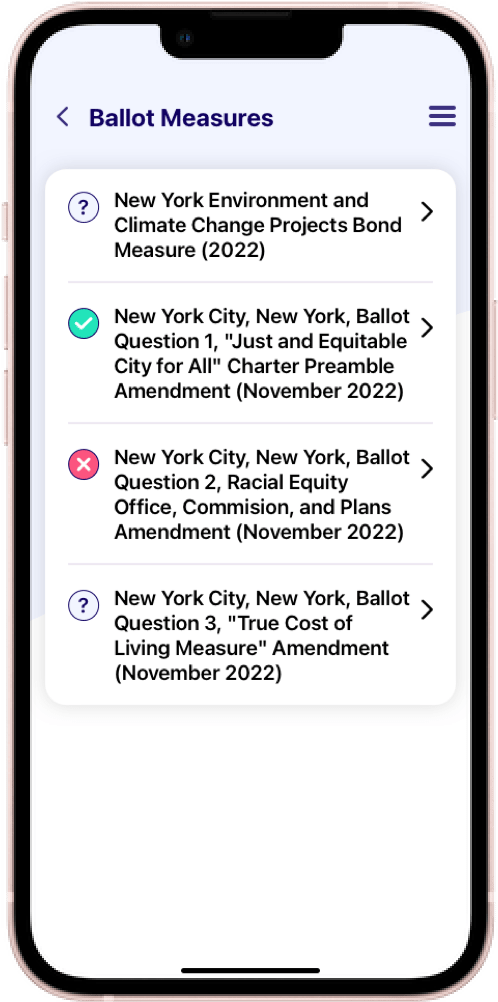 Ballot Measures
?
New York Environment and
Climate Change Projects Bond
Measure (2022)
New York City, New York, Ballot
Question 1, "Just and Equitable
City for All" Charter Preamble
Amendment (November 2022)
New York City, New York, Ballot
Question 2, Racial Equity
Office, Commision, and Plans
Amendment (November 2022)
?
New York City, New York, Ballot
Question 3, "True Cost of
Living Measure" Amendment
(November 2022)